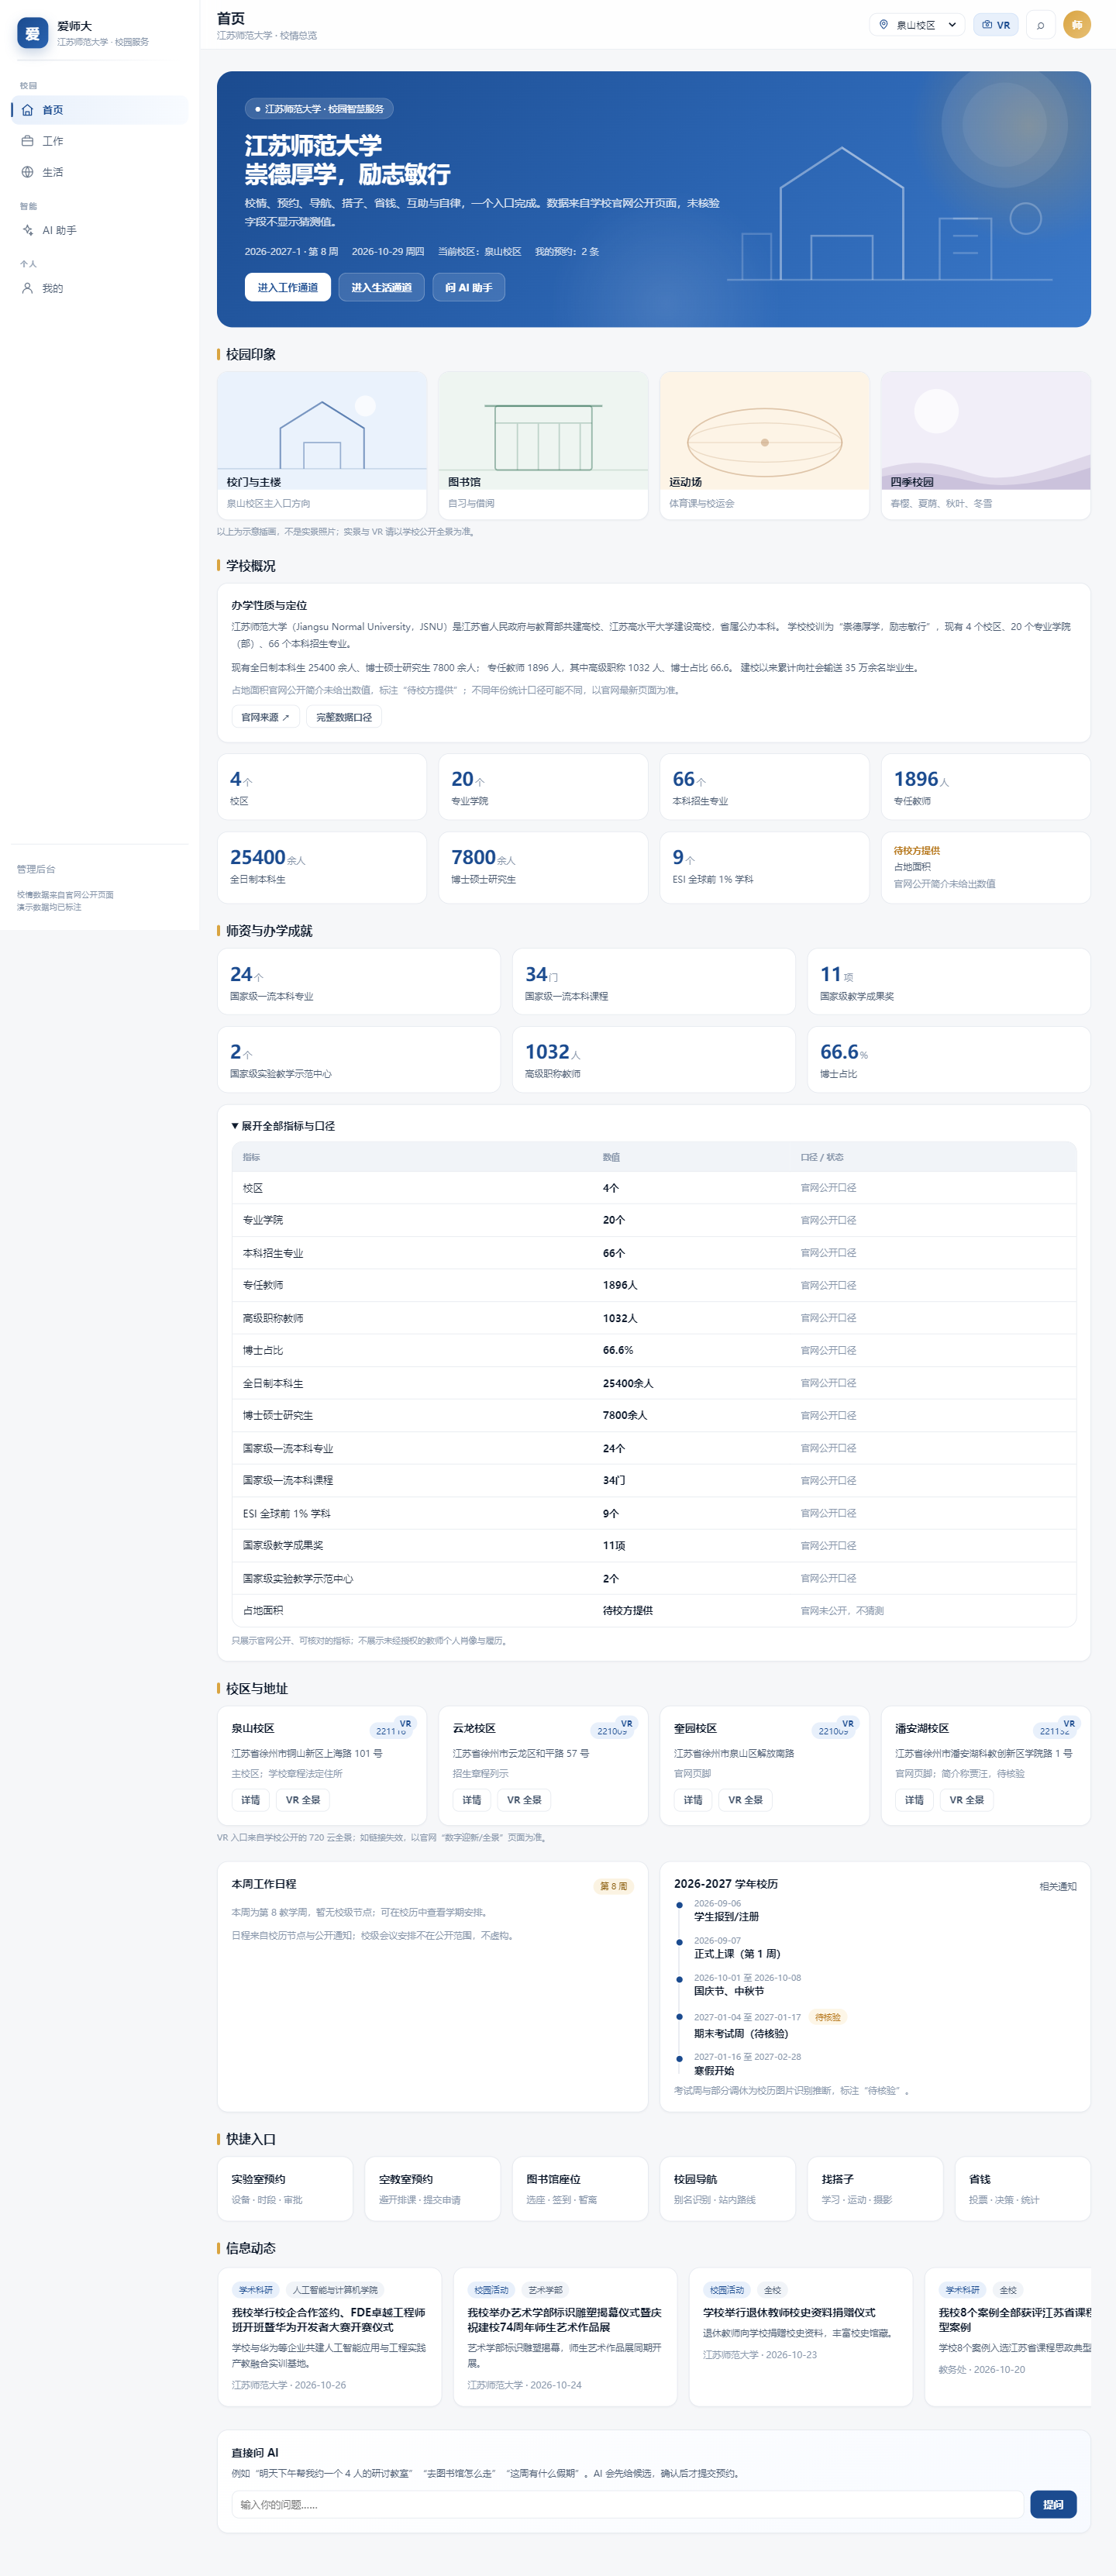 爱
爱师大
江苏师范大学 · 校园服务
校园
首页
工作
生活
智能
AI 助手
个人
我的
管理后台
校情数据来自官网公开页面
演示数据均已标注
首页
江苏师范大学 · 校情总览
泉山校区
VR
师
江苏师范大学 · 校园智慧服务
江苏师范大学
崇德厚学，励志敏行
校情、预约、导航、搭子、省钱、互助与自律，一个入口完成。数据来自学校官网公开页面，未核验
字段不显示猜测值。
2026-2027-1 · 第 8 周 2026-10-29 周四 当前校区：泉山校区 我的预约：2 条
进入工作通道 进入生活通道 问 AI 助手
校园印象
校门与主楼
泉山校区主入口方向
图书馆
自习与借阅
运动场
体育课与校运会
四季校园
春樱、夏荫、秋叶、冬雪
以上为示意插画，不是实景照片；实景与 VR 请以学校公开全景为准。
学校概况
办学性质与定位
江苏师范大学（Jiangsu Normal University，JSNU）是江苏省人民政府与教育部共建高校、江苏高水平大学建设高校，省属公办本科。 学校校训为“崇德厚学，励志敏行”，现有 4 个校区、20 个专业学院
（部）、66 个本科招生专业。
现有全日制本科生 25400 余人、博士硕士研究生 7800 余人； 专任教师 1896 人，其中高级职称 1032 人、博士占比 66.6。 建校以来累计向社会输送 35 万余名毕业生。
占地面积官网公开简介未给出数值，标注“待校方提供”；不同年份统计口径可能不同，以官网最新页面为准。
官网来源 ↗ 完整数据口径
4个
校区
20个
专业学院
66个
本科招生专业
1896人
专任教师
25400余人
全日制本科生
7800余人
博士硕士研究生
9个
ESI 全球前 1% 学科
待校方提供
占地面积
官网公开简介未给出数值
师资与办学成就
24个
国家级一流本科专业
34门
国家级一流本科课程
11项
国家级教学成果奖
2个
国家级实验教学示范中心
1032人
高级职称教师
66.6%
博士占比
▼ 展开全部指标与口径
指标 数值 口径 / 状态
校区 4个 官网公开口径
专业学院 20个 官网公开口径
本科招生专业 66个 官网公开口径
专任教师 1896人 官网公开口径
高级职称教师 1032人 官网公开口径
博士占比 66.6% 官网公开口径
全日制本科生 25400余人 官网公开口径
博士硕士研究生 7800余人 官网公开口径
国家级一流本科专业 24个 官网公开口径
国家级一流本科课程 34门 官网公开口径
ESI 全球前 1% 学科 9个 官网公开口径
国家级教学成果奖 11项 官网公开口径
国家级实验教学示范中心 2个 官网公开口径
占地面积 待校方提供 官网未公开，不猜测
只展示官网公开、可核对的指标；不展示未经授权的教师个人肖像与履历。
校区与地址
泉山校区 VR
江苏省徐州市铜山新区上海路 101 号
主校区；学校章程法定住所
详情 VR 全景
云龙校区 VR
江苏省徐州市云龙区和平路 57 号
招生章程列示
详情 VR 全景
奎园校区 VR
江苏省徐州市泉山区解放南路
官网页脚
详情 VR 全景
潘安湖校区 VR
江苏省徐州市潘安湖科教创新区学院路 1 号
官网页脚；简介称贾汪，待核验
详情 VR 全景
VR 入口来自学校公开的 720 云全景；如链接失效，以官网“数字迎新/全景”页面为准。
本周工作日程 第 8 周
本周为第 8 教学周，暂无校级节点；可在校历中查看学期安排。
日程来自校历节点与公开通知；校级会议安排不在公开范围，不虚构。
2026-2027 学年校历 相关通知
2026-09-06
学生报到/注册
2026-09-07
正式上课（第 1 周）
2026-10-01 至 2026-10-08
国庆节、中秋节
2027-01-04 至 2027-01-17 待核验
期末考试周（待核验）
2027-01-16 至 2027-02-28
寒假开始
考试周与部分调休为校历图片识别推断，标注“待核验”。
快捷入口
实验室预约
设备 · 时段 · 审批
空教室预约
避开排课 · 提交申请
图书馆座位
选座 · 签到 · 暂离
校园导航
别名识别 · 站内路线
找搭子
学习 · 运动 · 摄影
省钱
投票 · 决策 · 统计
信息动态
学术科研 人工智能与计算机学院
我校举行校企合作签约、FDE卓越工程师
班开班暨华为开发者大赛开赛仪式
学校与华为等企业共建人工智能应用与工程实践
产教融合实训基地。
江苏师范大学 · 2026-10-26
校园活动 艺术学部
我校举办艺术学部标识雕塑揭幕仪式暨庆
祝建校74周年师生艺术作品展
艺术学部标识雕塑揭幕，师生艺术作品展同期开
展。
江苏师范大学 · 2026-10-24
校园活动 全校
学校举行退休教师校史资料捐赠仪式
退休教师向学校捐赠校史资料，丰富校史馆藏。
江苏师范大学 · 2026-10-23
学术科研 全校
我校8个案例全部获评江苏省课程
型案例
学校8个案例入选江苏省课程思政典型
教务处 · 2026-10-20
直接问 AI
例如“明天下午帮我约一个 4 人的研讨教室”“去图书馆怎么走”“这周有什么假期”。AI 会先给候选，确认后才提交预约。
输入你的问题……
提问